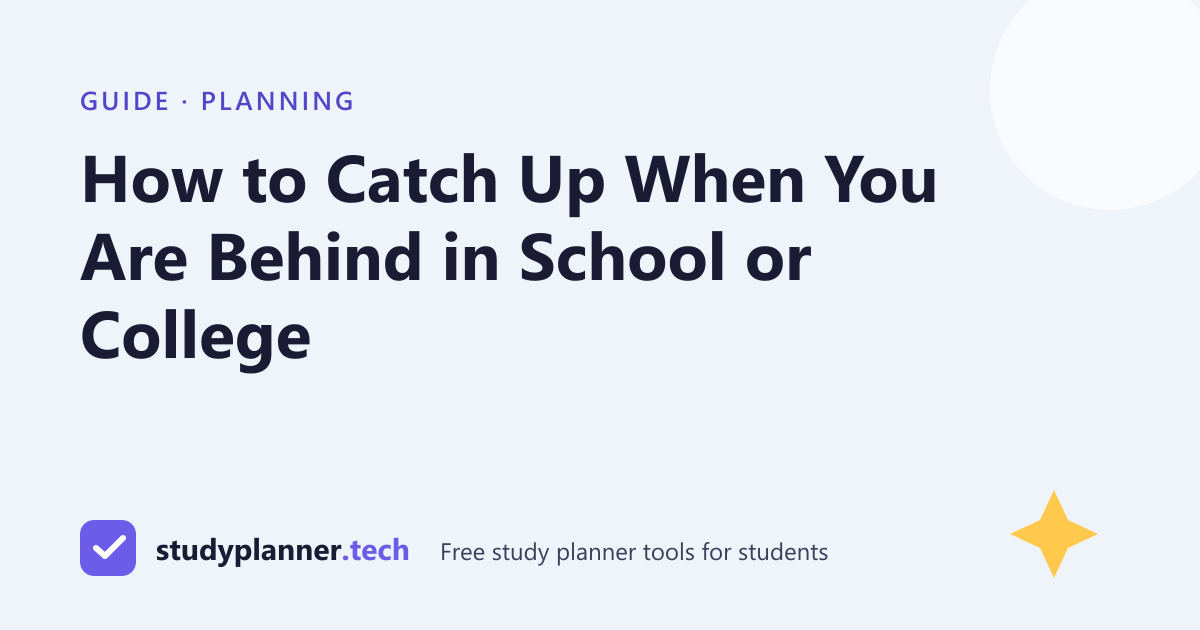 GUIDE · PLANNING
How to Catch Up When You
Are Behind in School or
College
studyplanner.tech Free study planner tools for students